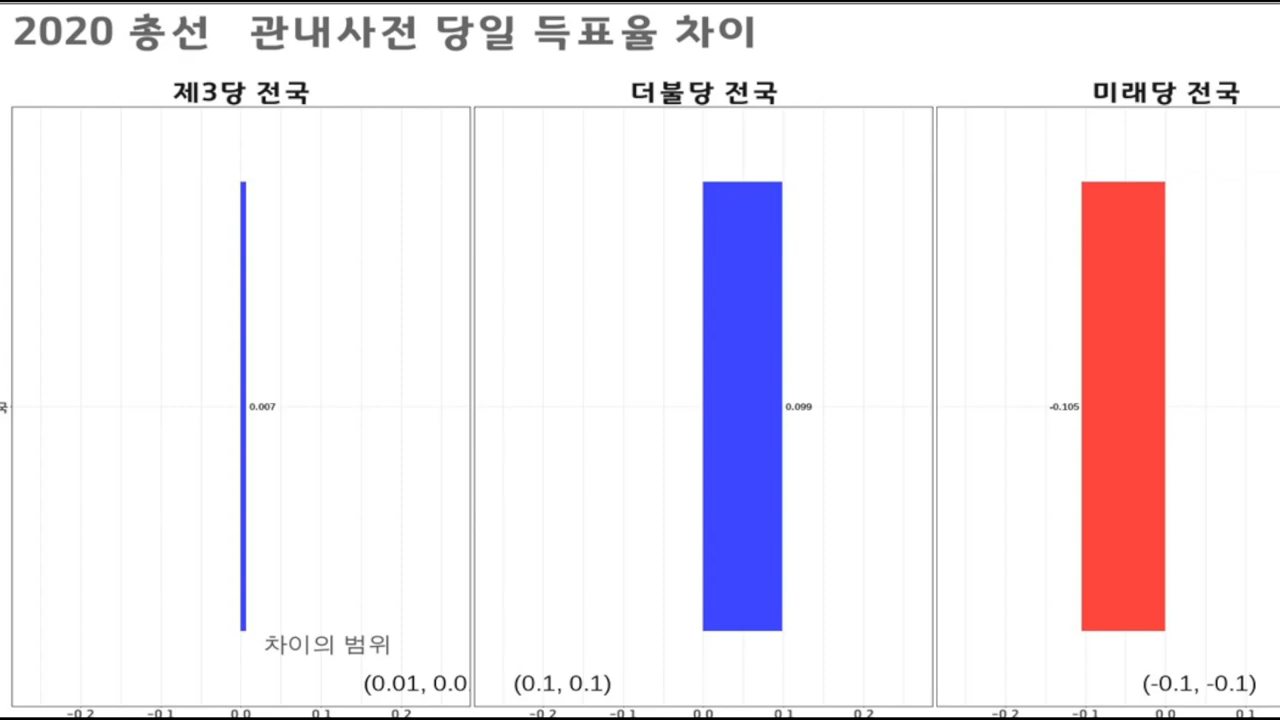 2020 총선 관내사전 당일 득표율 차이
제3당 전국 더불당 전국 미래당 전국
0.007 0.099 -0.105
차이의 범위
(0.01, 0.0 (0.1, 0.1) (-0.1, -0.1)
-0.2 -0.1 0.0 0.1 0.2 -0.2 -0.1 0.0 0.1 0.2 -0.2 -0.1 0.0 0.1